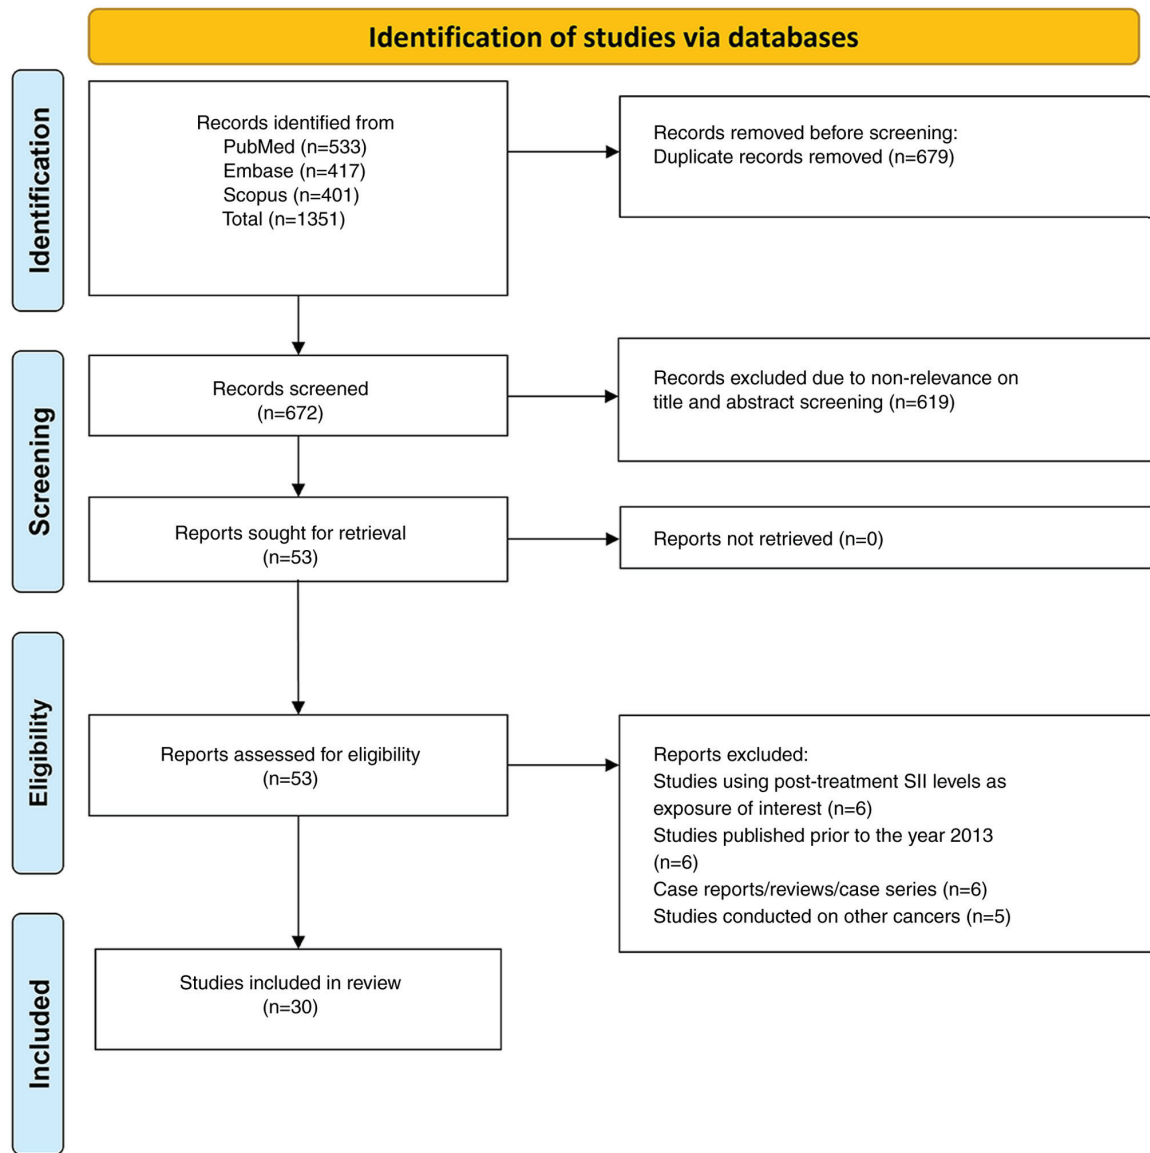 Identification of studies via databases
Identification
Records identified from
PubMed (n=533)
Embase (n=417)
Scopus (n=401)
Total (n=1351)
Records removed before screening:
Duplicate records removed (n=679)
Screening
Records screened
(n=672)
Records excluded due to non-relevance on
title and abstract screening (n=619)
Reports sought for retrieval
(n=53)
Reports not retrieved (n=0)
Eligibility
Reports assessed for eligibility
(n=53)
Reports excluded:
Studies using post-treatment SII levels as
exposure of interest (n=6)
Studies published prior to the year 2013
(n=6)
Case reports/reviews/case series (n=6)
Studies conducted on other cancers (n=5)
Included
Studies included in review
(n=30)